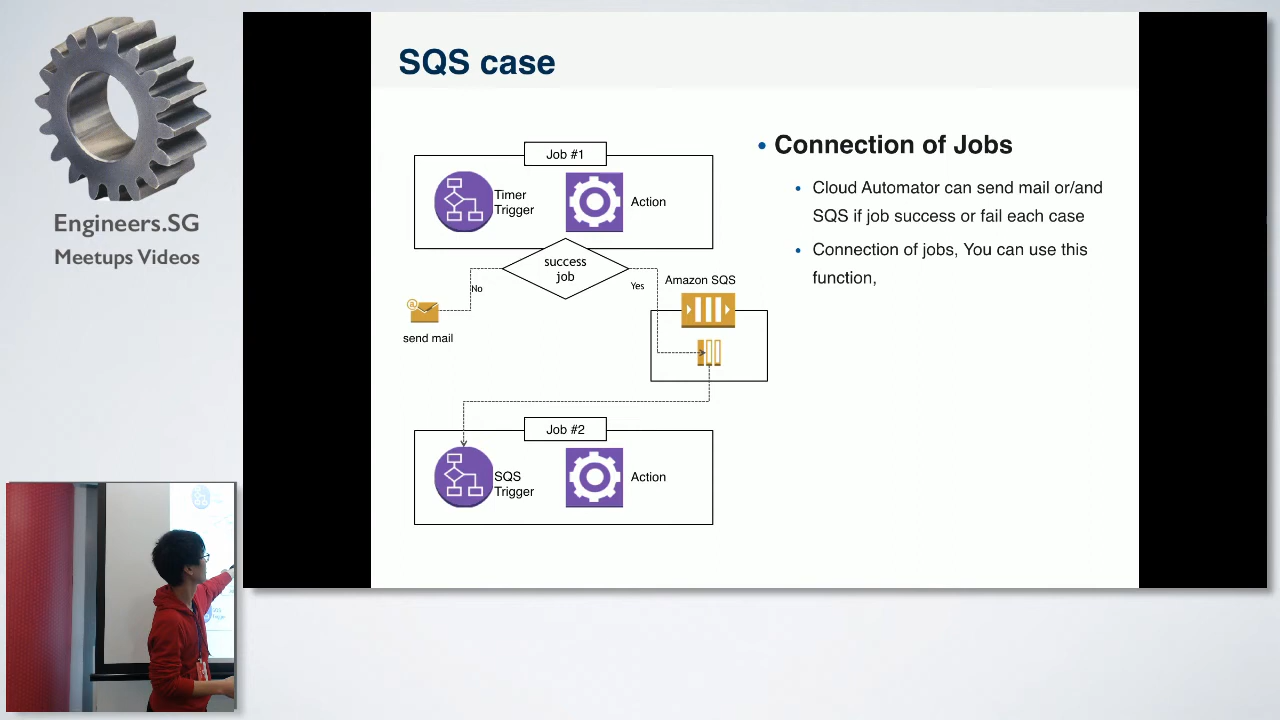 Engineers.SG
Meetups Videos
SQS case
Job #1
Timer
Trigger
Action
success
job
No
Yes
send mail
Amazon SQS
Job #2
SQS
Trigger
Action
• Connection of Jobs
• Cloud Automator can send mail or/and
SQS if job success or fail each case
• Connection of jobs, You can use this
function,